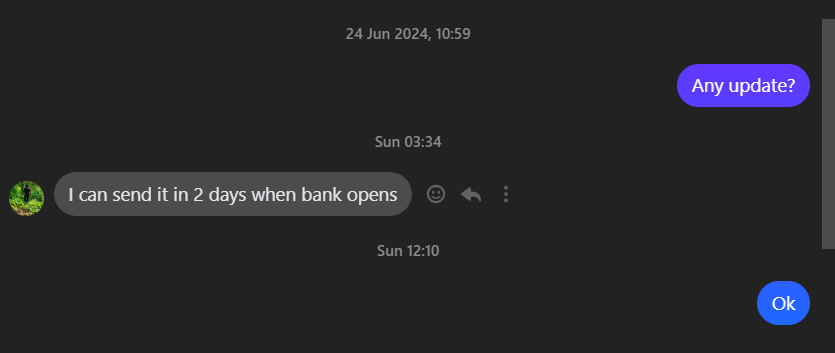 24 Jun 2024, 10:59
Any update?
Sun 03:34
I can send it in 2 days when bank opens
Sun 12:10
Ok